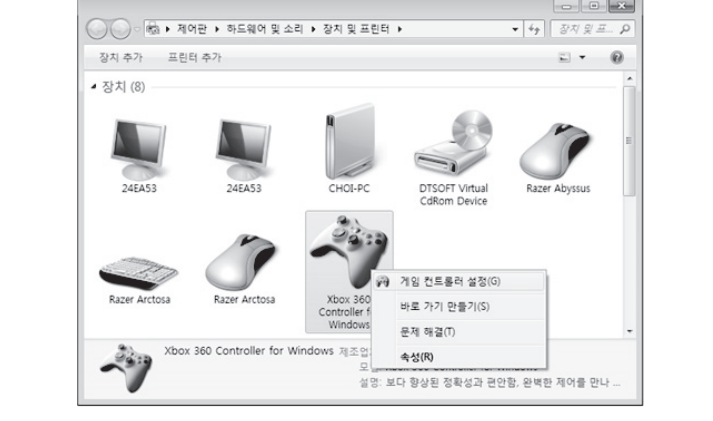 제어판 ▸ 하드웨어 및 소리 ▸ 장치 및 프린터 ▸
장치 및 프...
장치 추가 프린터 추가
장치 (8)
24EA53
24EA53
CHOI-PC
DTSOFT Virtual
CdRom Device
Razer Abyssus
Razer Arctosa
Razer Arctosa
Xbox 360
Controller f
Windows
게임 컨트롤러 설정(G)
바로 가기 만들기(S)
문제 해결(T)
속성(R)
Xbox 360 Controller for Windows 제조업
설명: 보다 향상된 정확성과 편안함, 완벽한 제어를 만나 ...